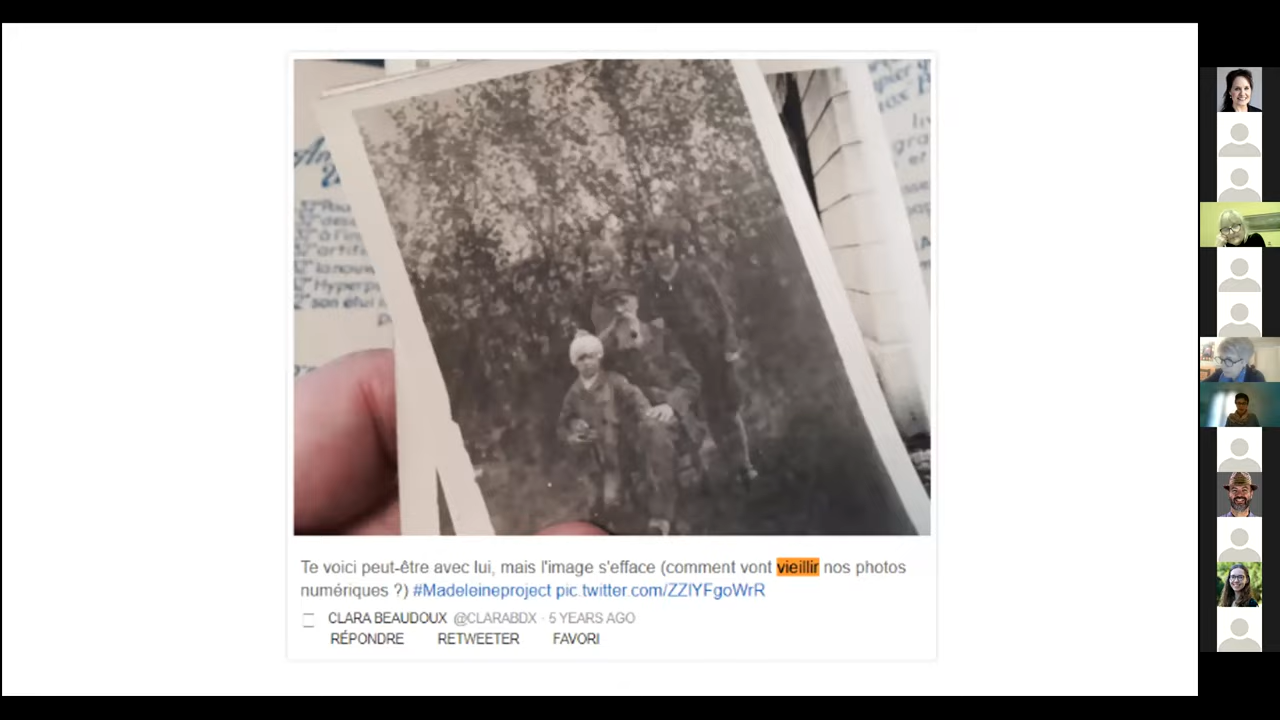 Te voici peut-être avec lui, mais l'image s'efface (comment vont vieillir nos photos
numériques ?) #Madeleineproject pic.twitter.com/ZZIYFgoWrR
CLARA BEAUDOUX @CLARABDX · 5 YEARS AGO
RÉPONDRE RETWEETER FAVORI